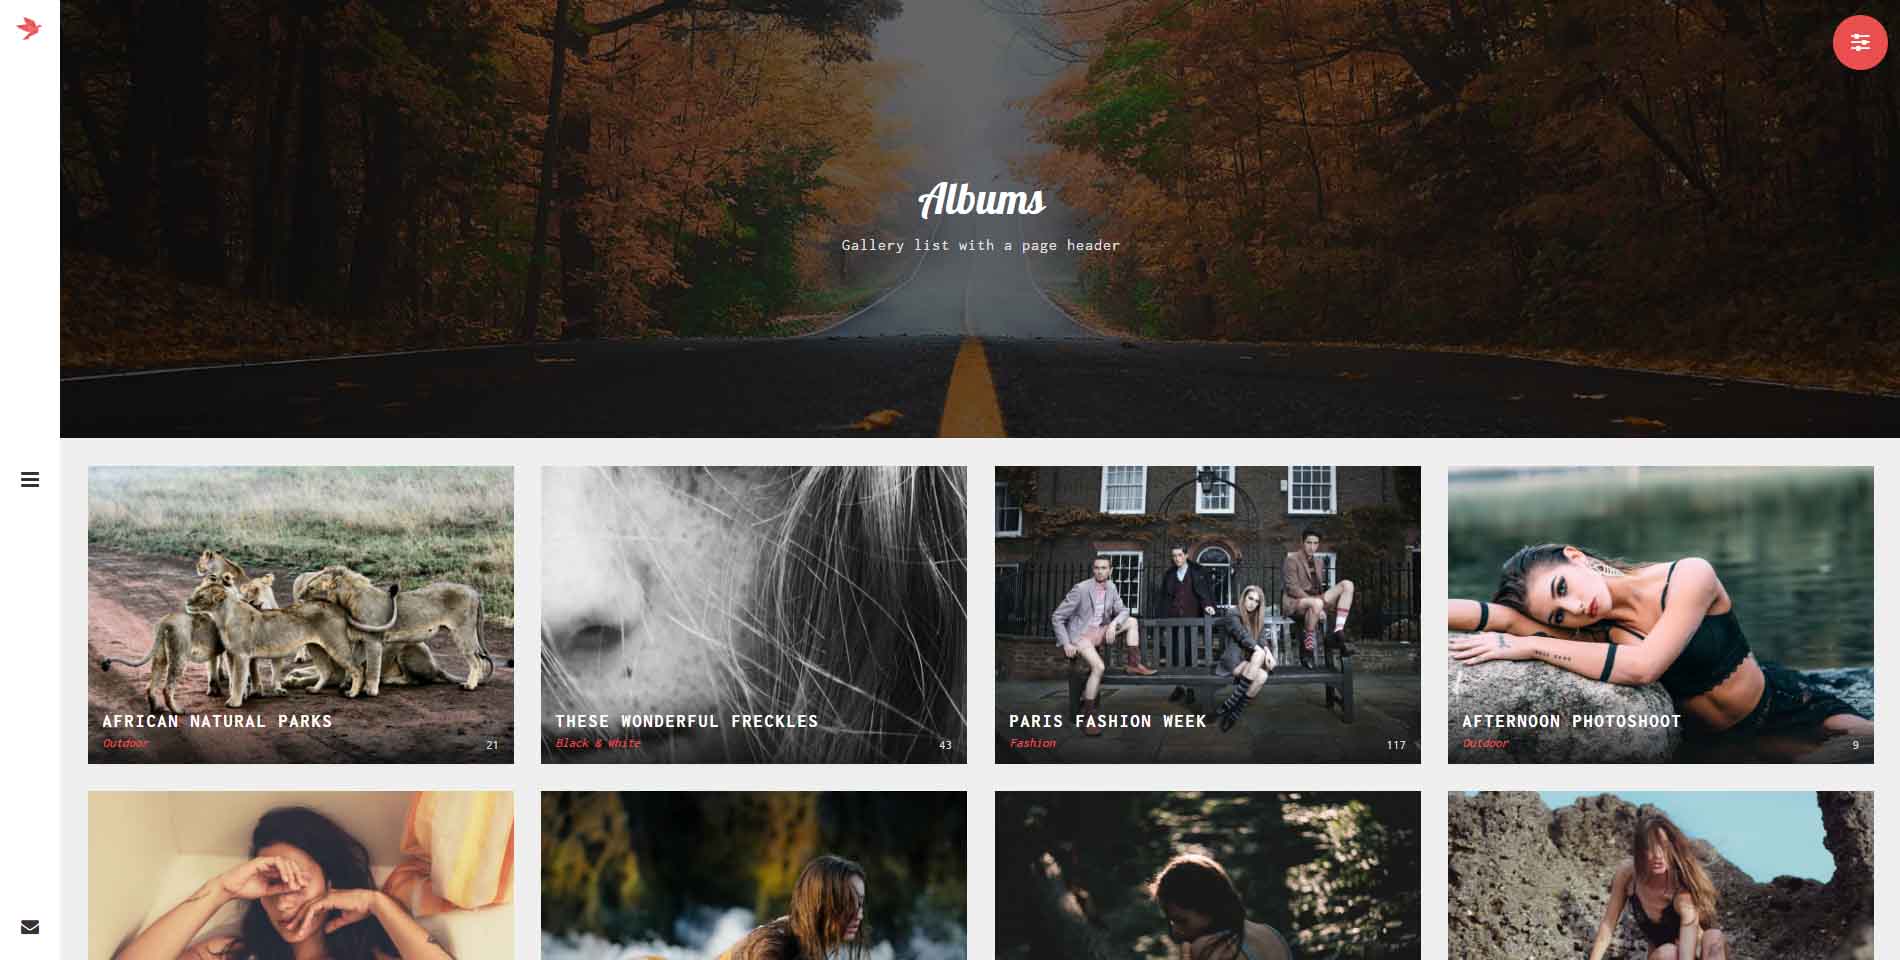 Albums
Gallery list with a page header
AFRICAN NATURAL PARKS
Outdoor
21
THESE WONDERFUL FRECKLES
Black & White
43
PARIS FASHION WEEK
Fashion
117
AFTERNOON PHOTOSHOOT
Outdoor
9